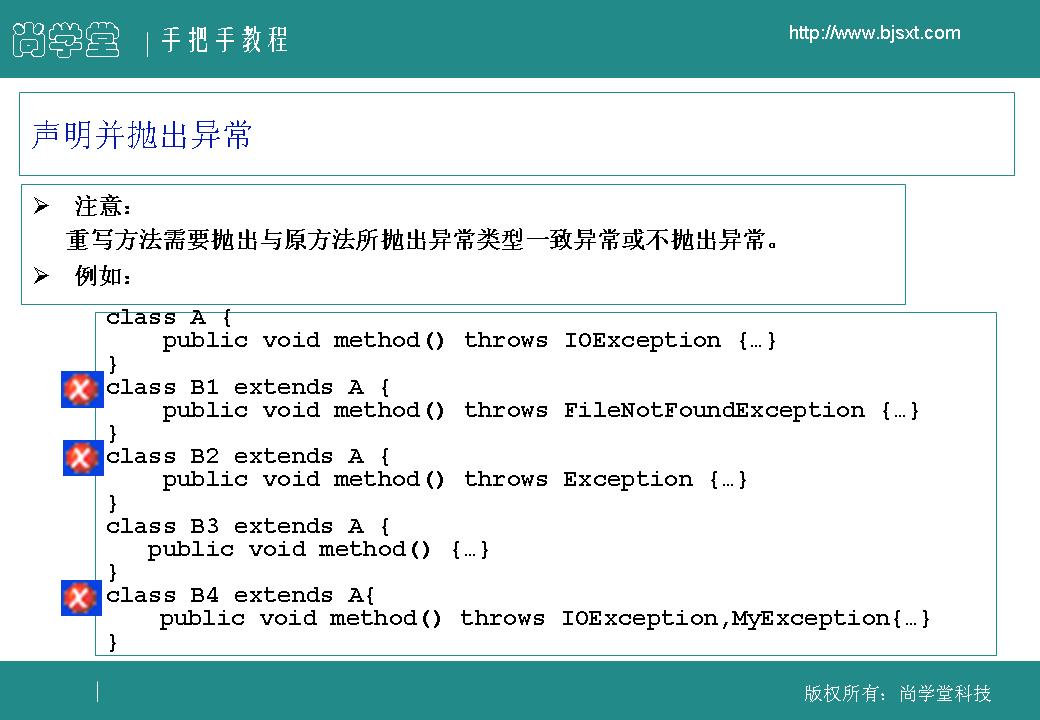 尚学堂 手把手教程
http://www.bjsxt.com
声明并抛出异常
注意：
重写方法需要抛出与原方法所抛出异常类型一致异常或不抛出异常。
例如：
class A {
public void method() throws IOException {…}
}
class B1 extends A {
public void method() throws FileNotFoundException {…}
}
class B2 extends A {
public void method() throws Exception {…}
}
class B3 extends A {
public void method() {…}
}
class B4 extends A{
public void method() throws IOException,MyException{…}
}
版权所有：尚学堂科技